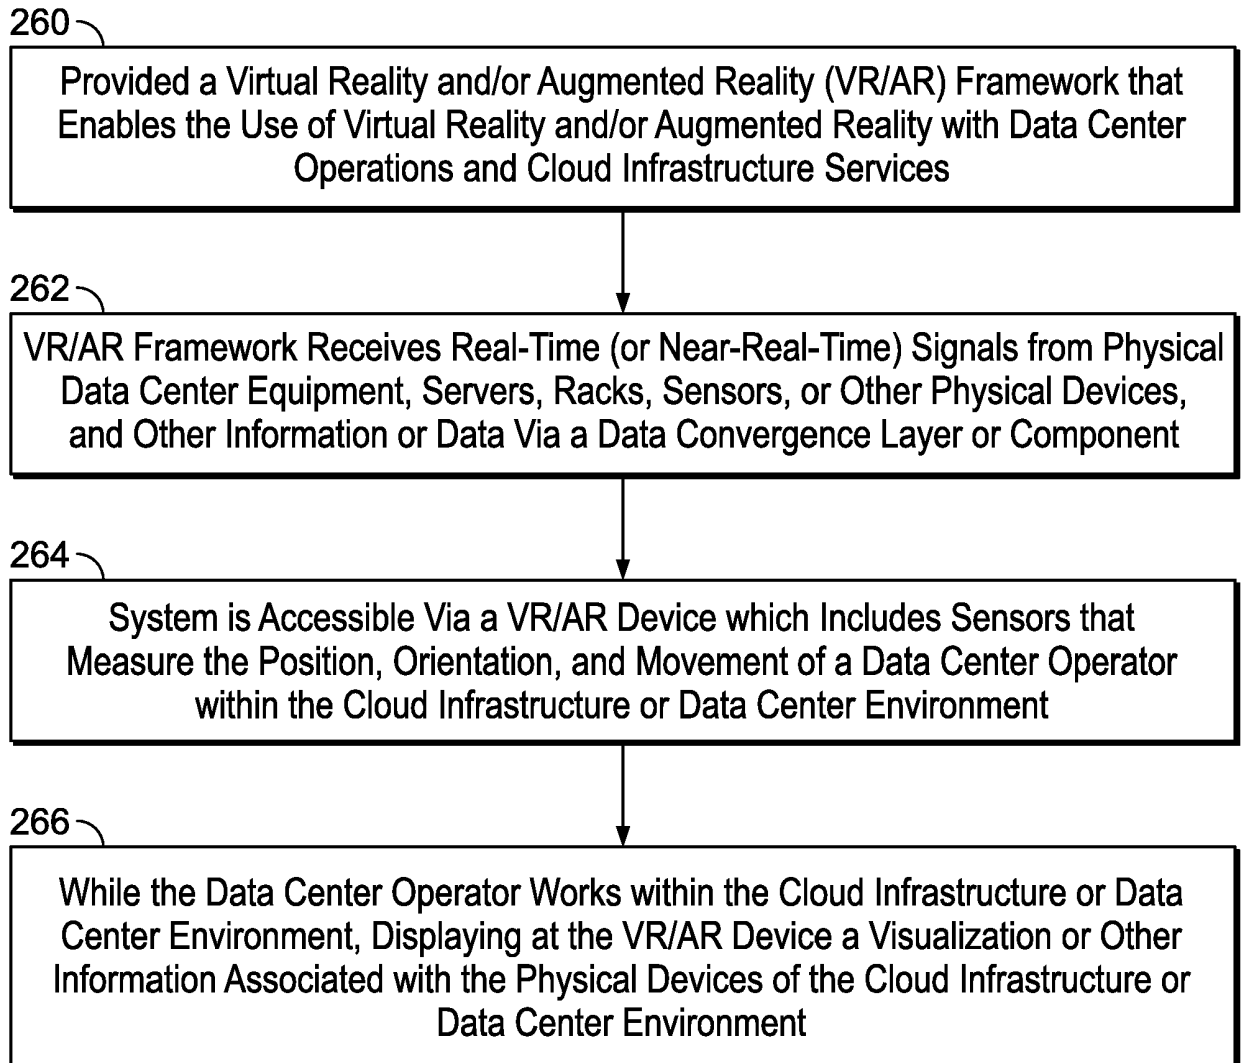 260
Provided a Virtual Reality and/or Augmented Reality (VR/AR) Framework that
Enables the Use of Virtual Reality and/or Augmented Reality with Data Center
Operations and Cloud Infrastructure Services
262
VR/AR Framework Receives Real-Time (or Near-Real-Time) Signals from Physical
Data Center Equipment, Servers, Racks, Sensors, or Other Physical Devices,
and Other Information or Data Via a Data Convergence Layer or Component
264
System is Accessible Via a VR/AR Device which Includes Sensors that
Measure the Position, Orientation, and Movement of a Data Center Operator
within the Cloud Infrastructure or Data Center Environment
266
While the Data Center Operator Works within the Cloud Infrastructure or Data
Center Environment, Displaying at the VR/AR Device a Visualization or Other
Information Associated with the Physical Devices of the Cloud Infrastructure or
Data Center Environment